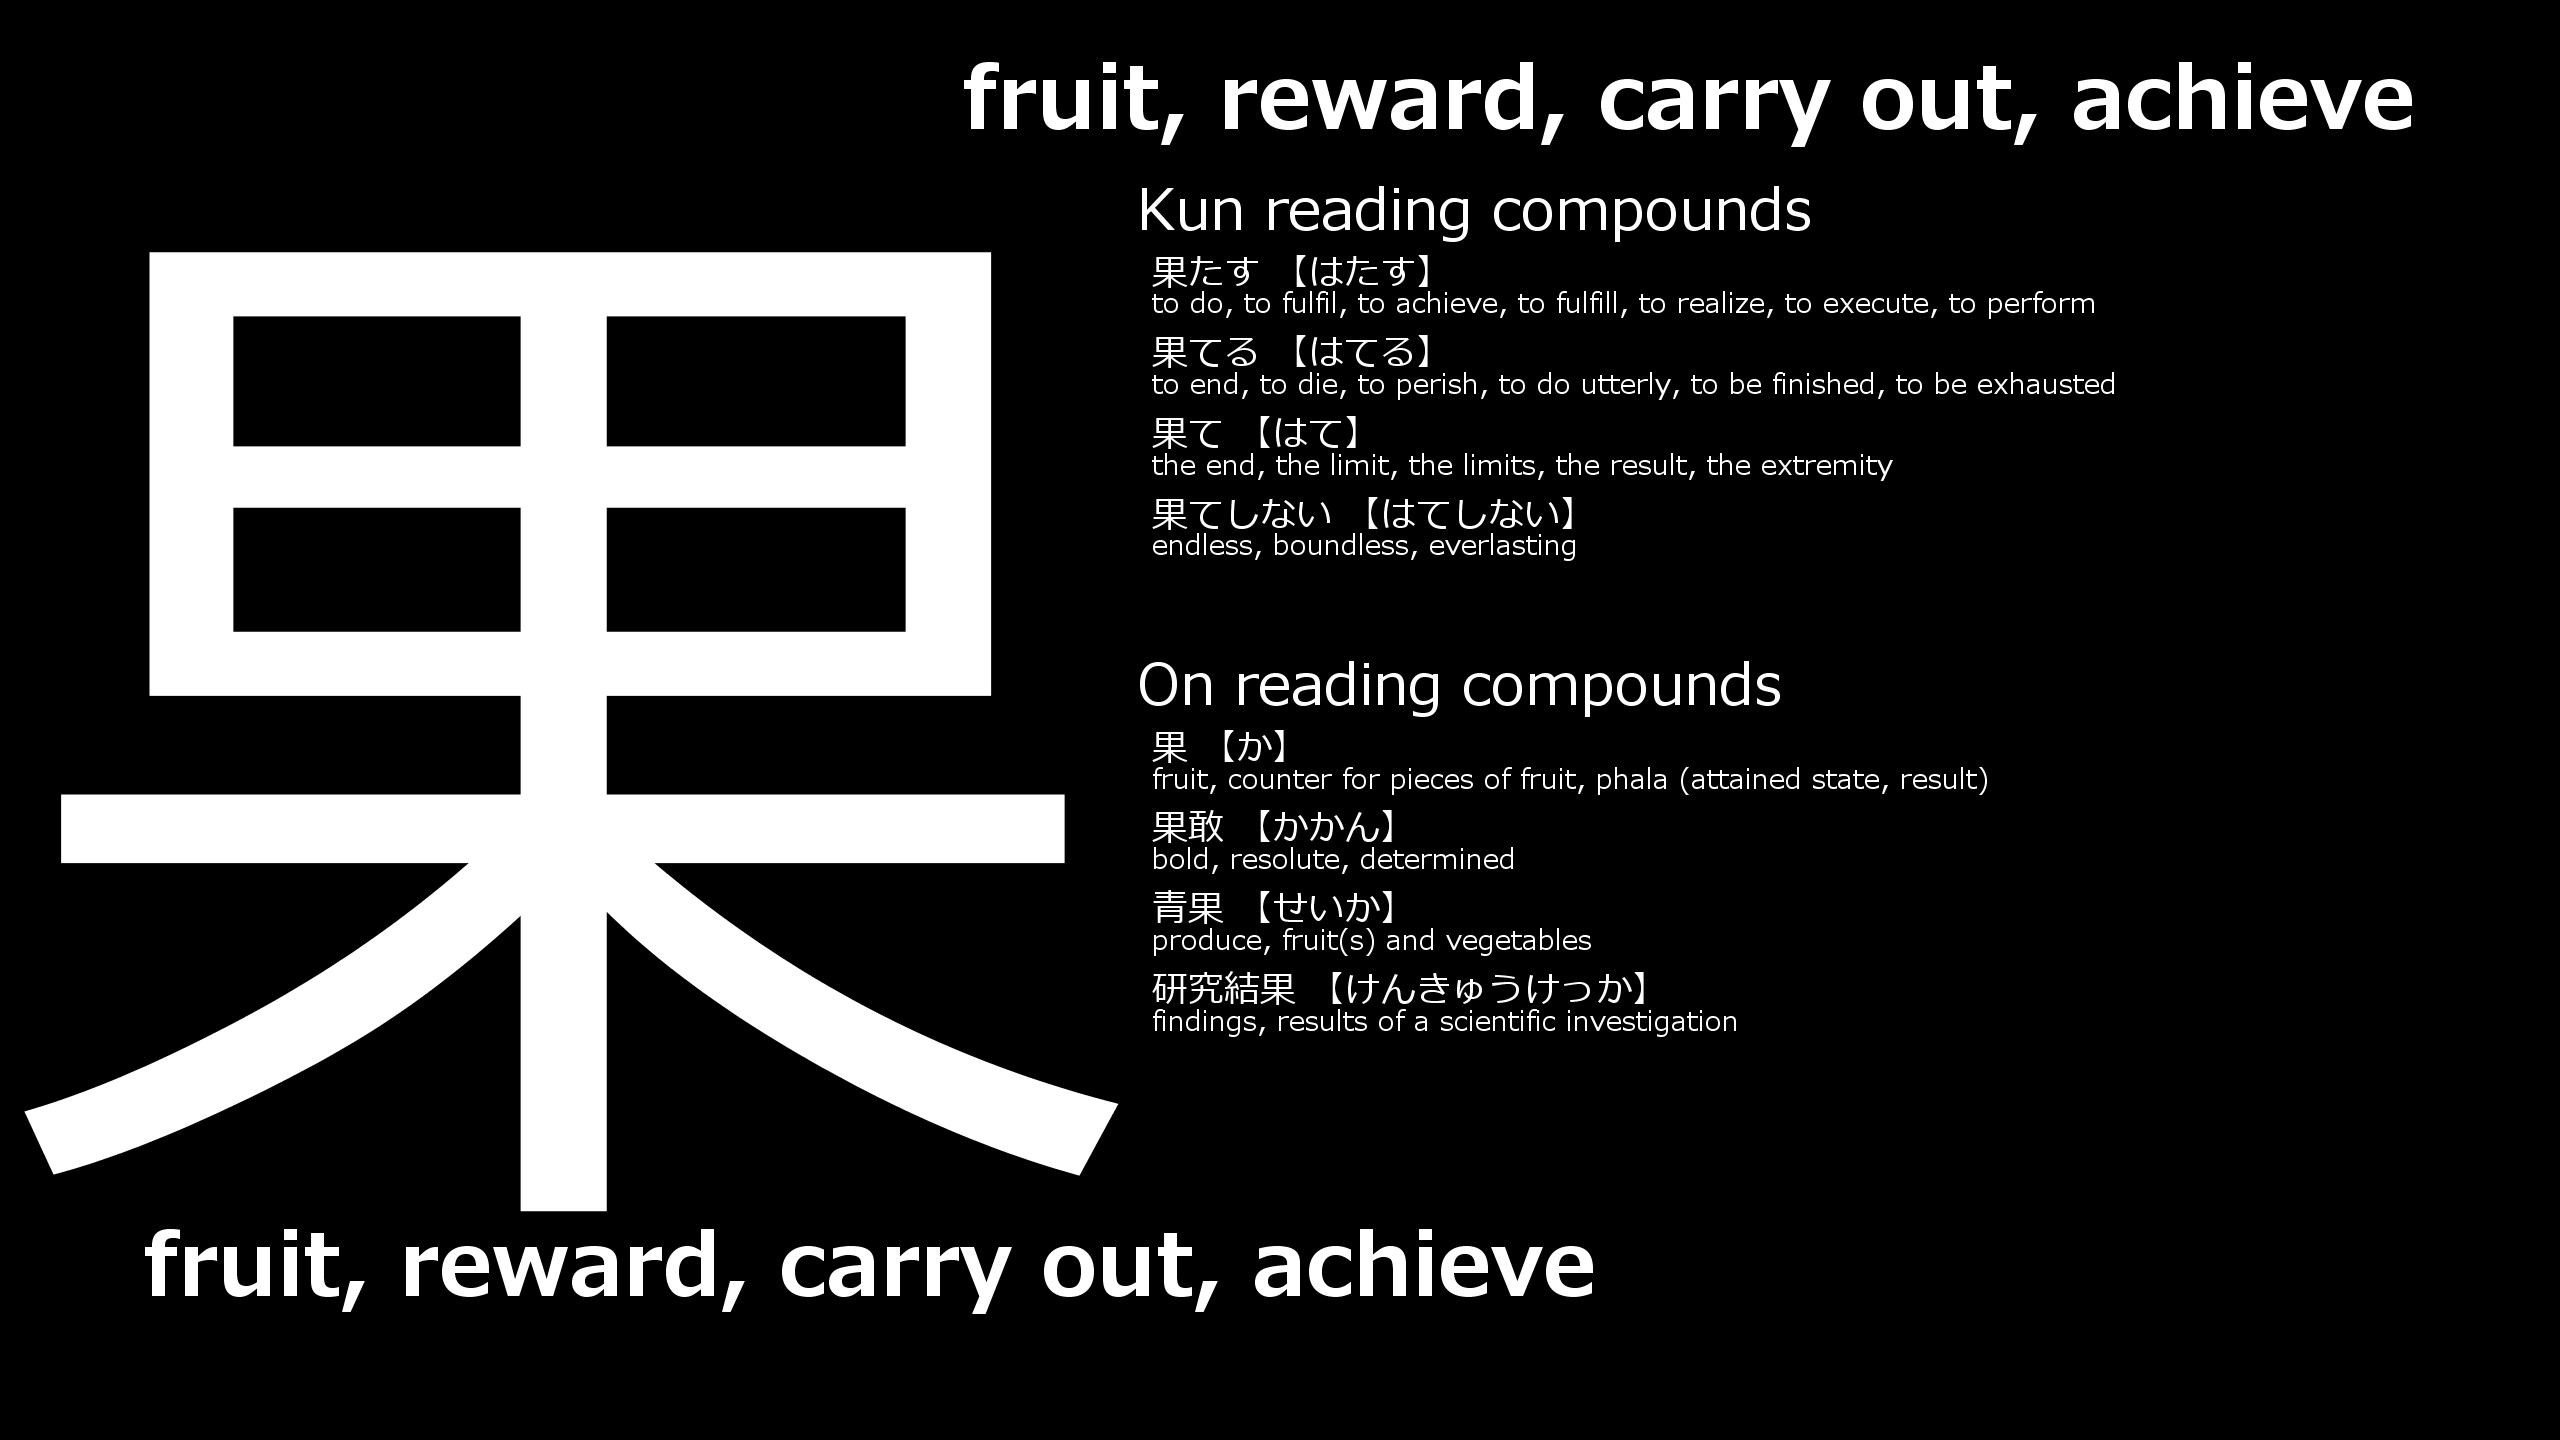 fruit, reward, carry out, achieve
果
Kun reading compounds
果たす 【はたす】
to do, to fulfil, to achieve, to fulfill, to realize, to execute, to perform
果てる 【はてる】
to end, to die, to perish, to do utterly, to be finished, to be exhausted
果て 【はて】
the end, the limit, the limits, the result, the extremity
果てしない 【はてしない】
endless, boundless, everlasting
On reading compounds
果 【か】
fruit, counter for pieces of fruit, phala (attained state, result)
果敢 【かかん】
bold, resolute, determined
青果 【せいか】
produce, fruit(s) and vegetables
研究結果 【けんきゅうけっか】
findings, results of a scientific investigation
fruit, reward, carry out, achieve